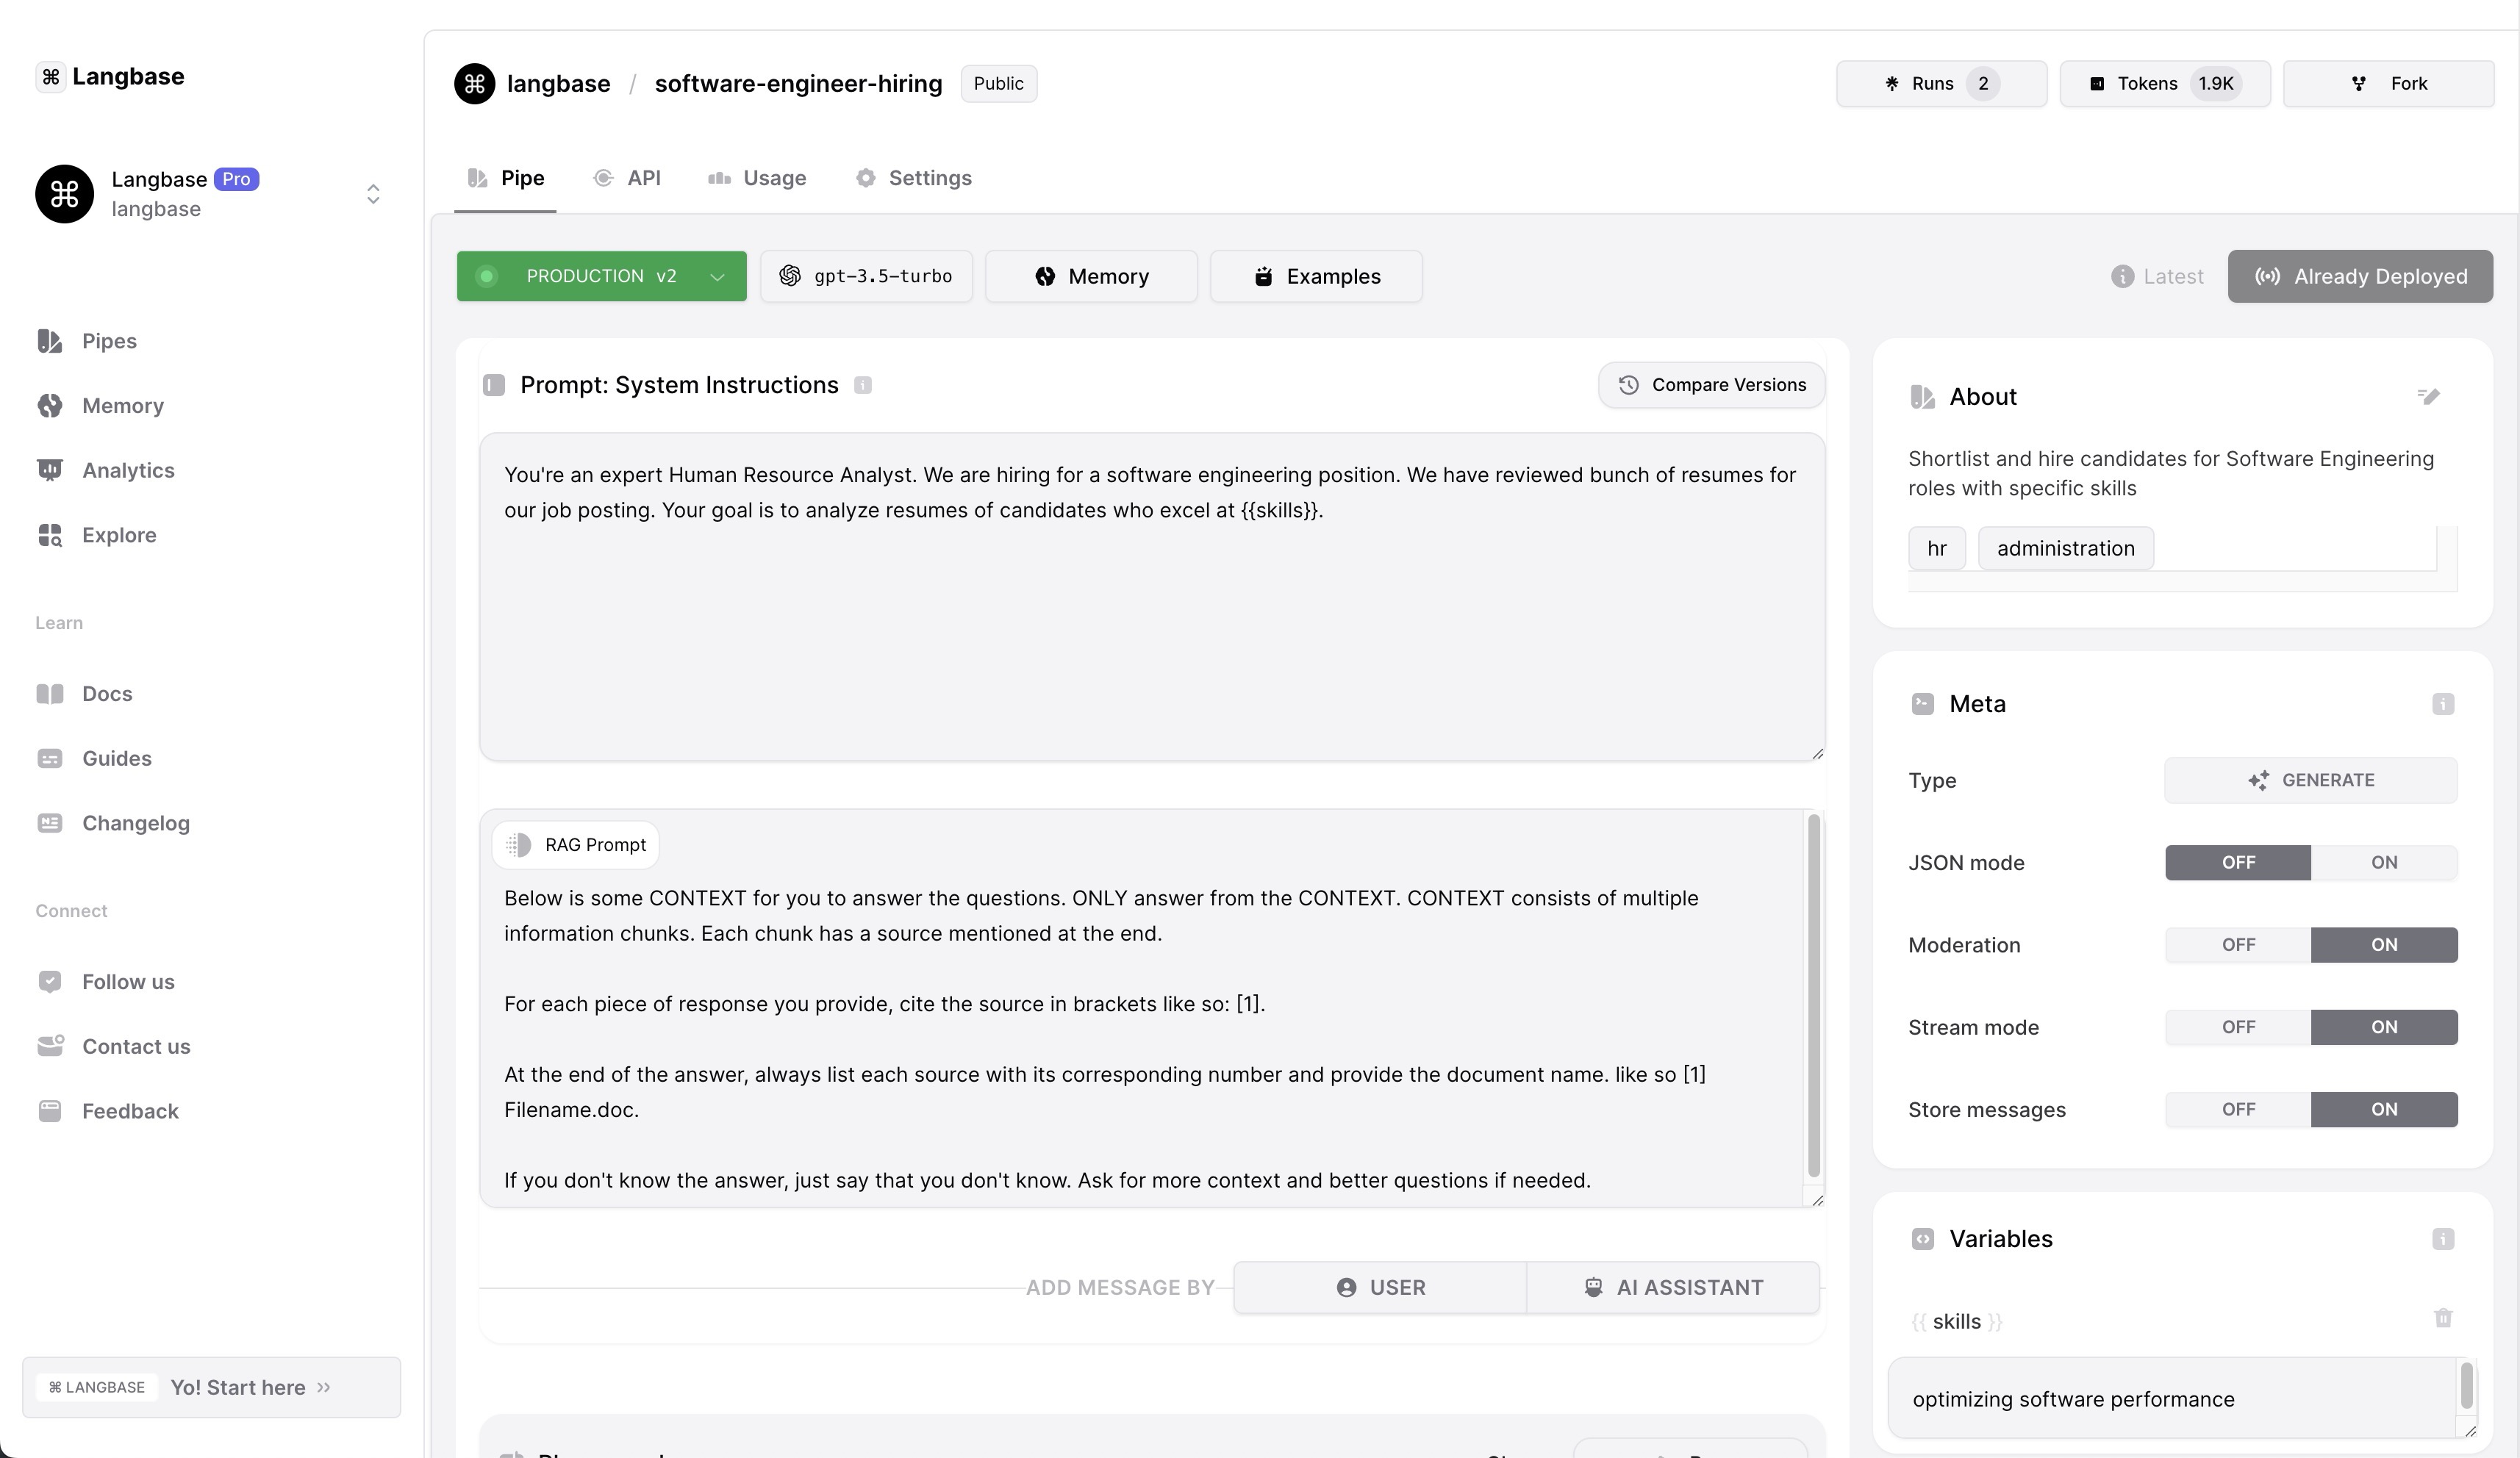 ⌘ Langbase
Langbase Pro
langbase
Pipes
Memory
Analytics
Explore
Learn
Docs
Guides
Changelog
Connect
Follow us
Contact us
Feedback
⌘ LANGBASE Yo! Start here »
langbase / software-engineer-hiring Public
Runs 2 Tokens 1.9K Fork
Pipe API Usage Settings
PRODUCTION v2 gpt-3.5-turbo Memory Examples
Latest Already Deployed
Prompt: System Instructions Compare Versions
You're an expert Human Resource Analyst. We are hiring for a software engineering position. We have reviewed bunch of resumes for
our job posting. Your goal is to analyze resumes of candidates who excel at {{skills}}.
RAG Prompt
Below is some CONTEXT for you to answer the questions. ONLY answer from the CONTEXT. CONTEXT consists of multiple
information chunks. Each chunk has a source mentioned at the end.
For each piece of response you provide, cite the source in brackets like so: [1].
At the end of the answer, always list each source with its corresponding number and provide the document name. like so [1]
Filename.doc.
If you don't know the answer, just say that you don't know. Ask for more context and better questions if needed.
ADD MESSAGE BY USER AI ASSISTANT
About
Shortlist and hire candidates for Software Engineering
roles with specific skills
hr administration
Meta
Type GENERATE
JSON mode OFF ON
Moderation OFF ON
Stream mode OFF ON
Store messages OFF ON
Variables
{{ skills }}
optimizing software performance